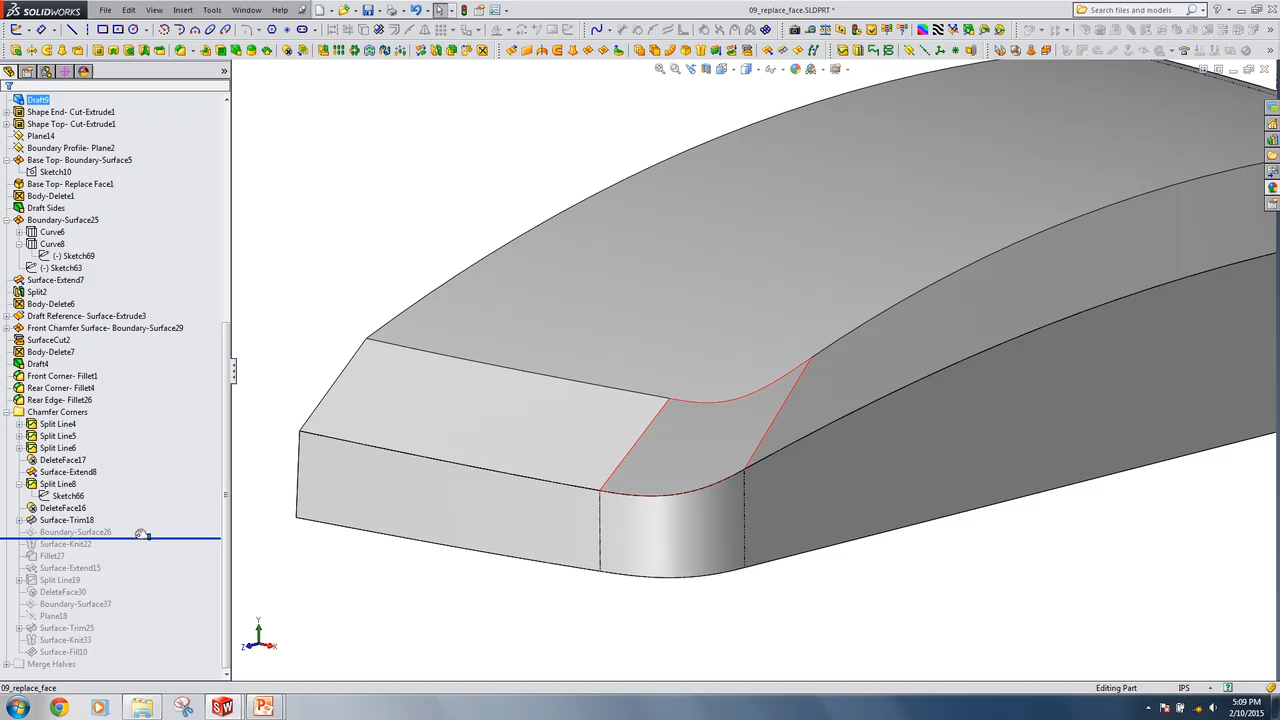 SOLIDWORKS
File Edit View Insert Tools Window Help
09_replace_face.SLDPRT *
Search files and models
Draft9
Shape End- Cut-Extrude1
Shape Top- Cut-Extrude1
Plane14
Boundary Profile- Plane2
Base Top- Boundary-Surface5
Sketch10
Base Top- Replace Face1
Body-Delete1
Draft Sides
Boundary-Surface25
Curve6
Curve8
(-) Sketch69
(-) Sketch63
Surface-Extend7
Split2
Body-Delete6
Draft Reference- Surface-Extrude3
Front Chamfer Surface- Boundary-Surface29
SurfaceCut2
Body-Delete7
Draft4
Front Corner- Fillet1
Rear Corner- Fillet4
Rear Edge- Fillet26
Chamfer Corners
Split Line4
Split Line5
Split Line6
DeleteFace17
Surface-Extend8
Split Line8
Sketch66
DeleteFace16
Surface-Trim18
Boundary-Surface26
Surface-Knit22
Fillet27
Surface-Extend15
Split Line19
DeleteFace30
Boundary-Surface37
Plane18
Surface-Trim25
Surface-Knit33
Surface-Fill10
Merge Halves
Y
Z X
09_replace_face
Editing Part
IPS
5:09 PM
2/10/2015